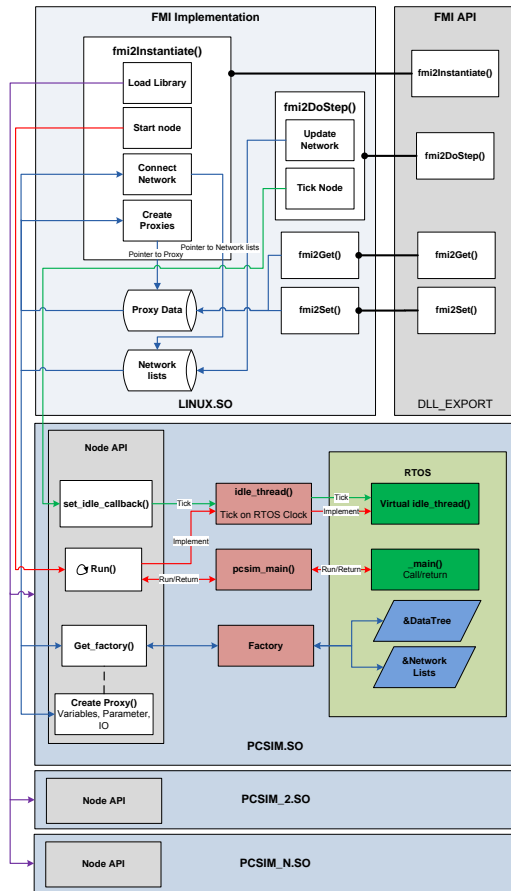 FMI Implementation
FMI API
fmi2Instantiate()
Load Library
Start node
Connect
Network
Create
Proxies
fmi2DoStep()
Update
Network
Tick Node
fmi2Instantiate()
fmi2DoStep()
Pointer to Network lists
Pointer to Proxy
fmi2Get()
fmi2Get()
Proxy Data
fmi2Set()
fmi2Set()
Network
lists
LINUX.SO
DLL_EXPORT
Node API
RTOS
set_idle_callback()
Tick
idle_thread()
Tick on RTOS Clock
Tick
Implement
Virtual idle_thread()
Implement
Run()
Run/Return
pcsim_main()
Run/Return
_main()
Call/return
Get_factory()
Factory
&DataTree
&Network
Lists
Create Proxy()
Variables, Parameter,
IO
PCSIM.SO
Node API
PCSIM_2.SO
Node API
PCSIM_N.SO